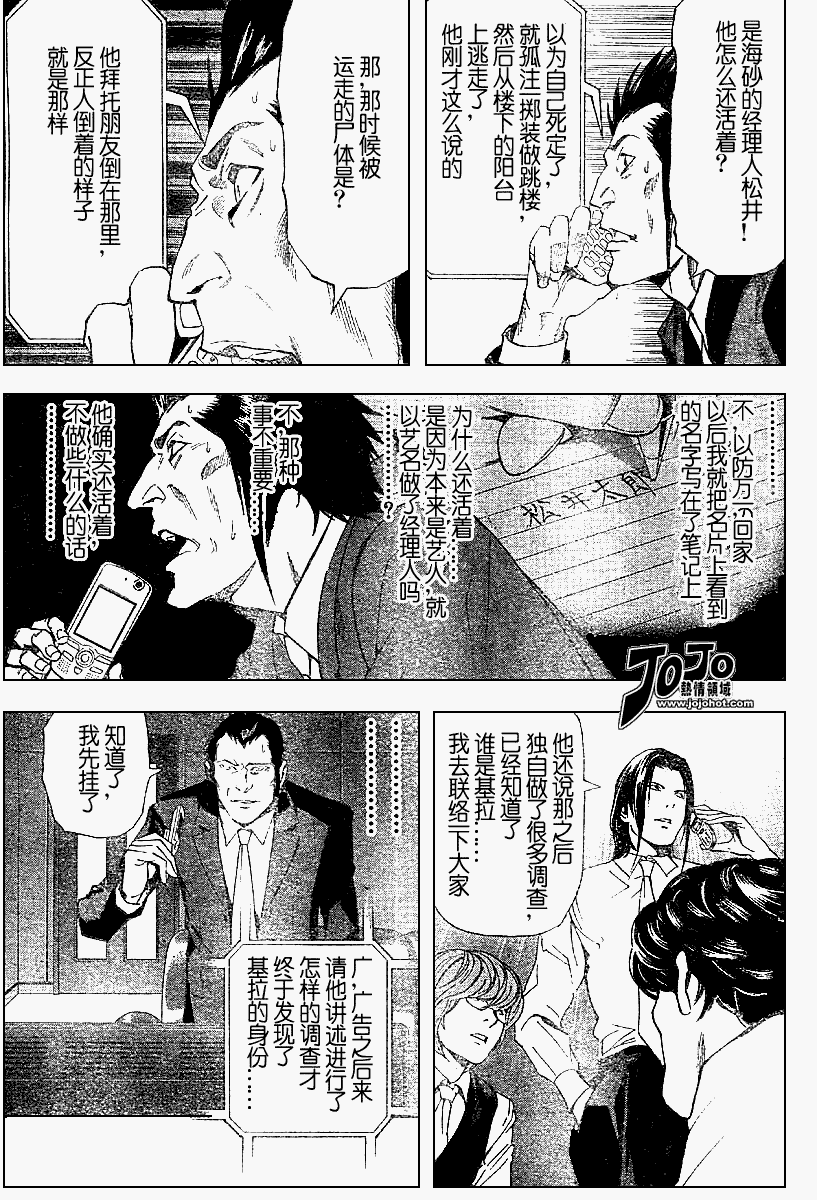 是海砂的经理人松井!
他怎么还活着?
以为自己死定了,
就孤注一掷装做跳楼,
然后从楼下的阳台
上逃走了,
他刚才这么说的
那,那时候被
运走的尸体是?
他拜托朋友倒在那里,
反正人倒着的样子
就是那样
…………
不,以防万一回家
以后我就把名片上看到
的名字写在了笔记上
松井太郎
…………
为什么还活着………
是因为本来是艺人,就
以艺名做了经理人吗
…………?
不,那种
事不重要……
他确实还活着,
不做些什么的话
…………
JOJO
熱情領域
www.jojohot.com
他还说那之后
独自做了很多调查,
已经知道了
谁是基拉……
我去联络一下大家
…………
知道了,
我先挂了
广,广告之后来
请他讲述进行了
怎样的调查才
终于发现了
基拉的身份……